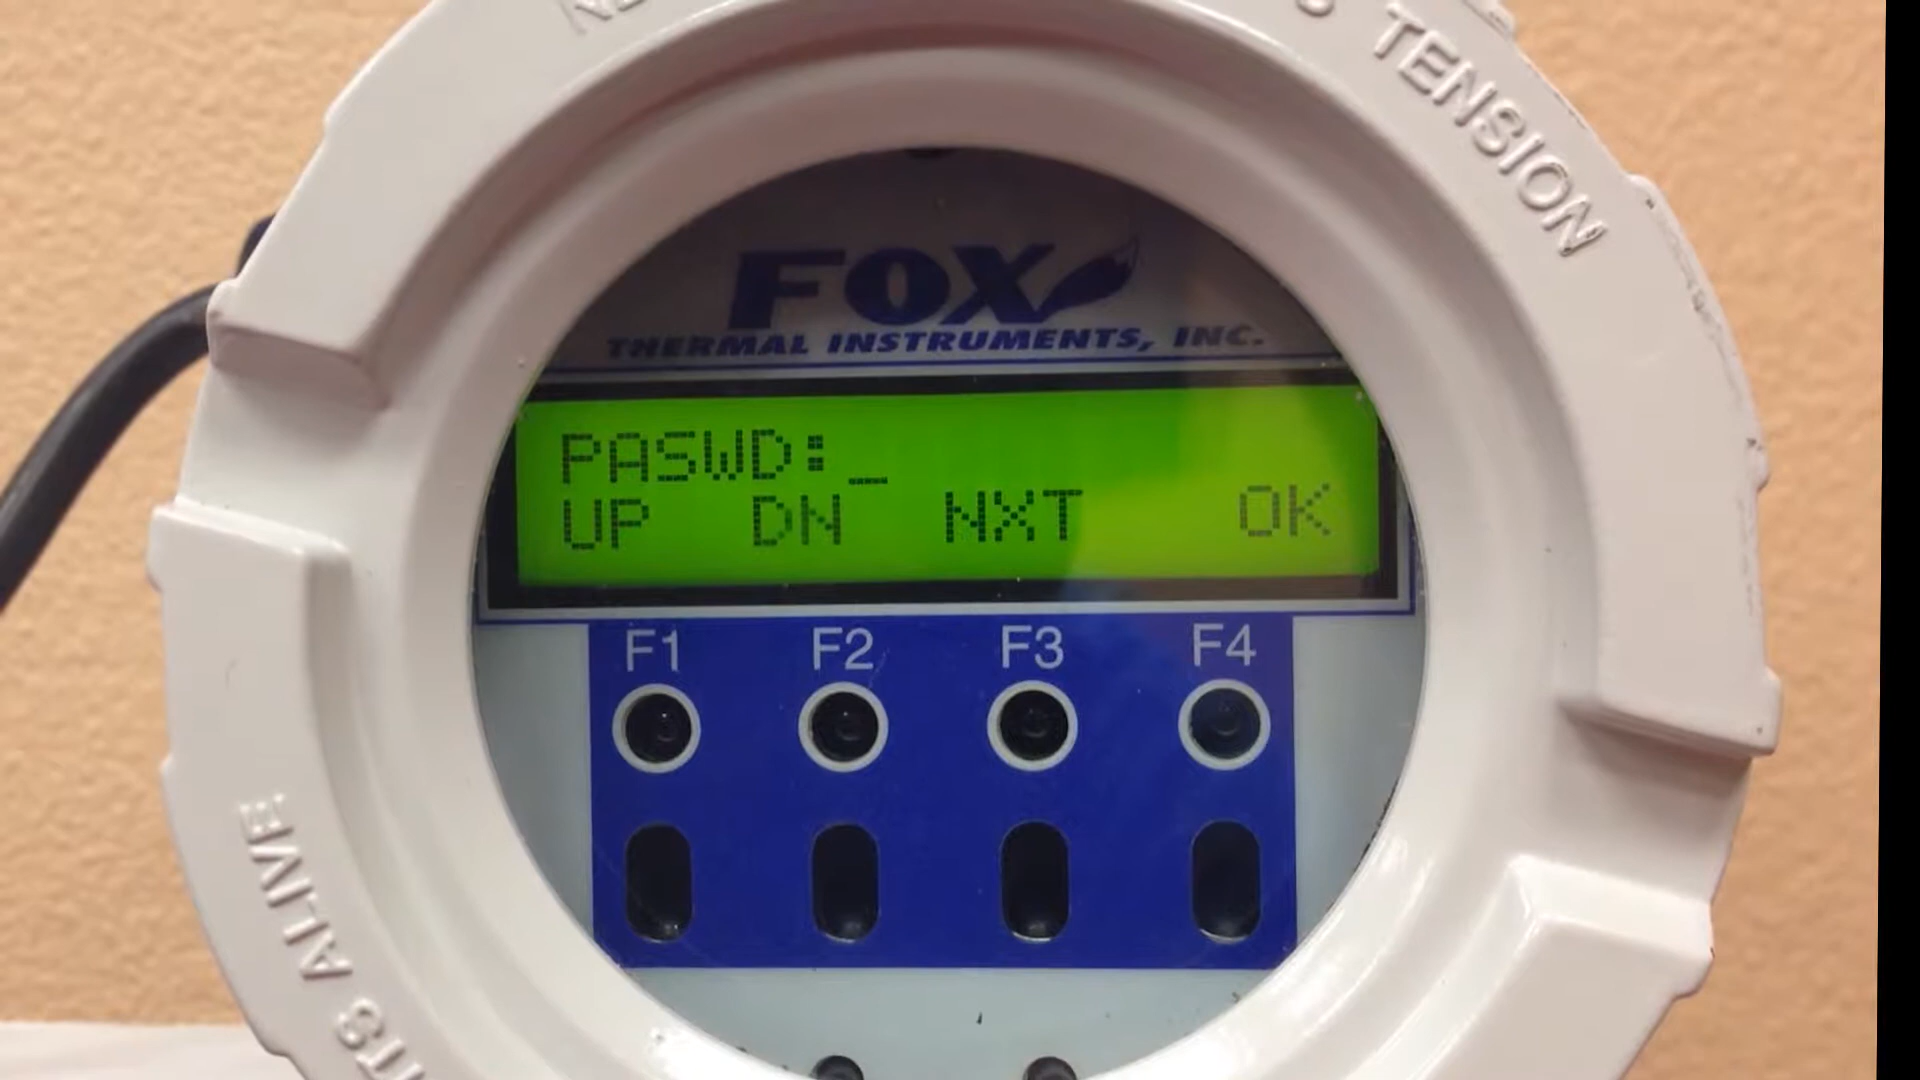 TENSION
FOX
THERMAL INSTRUMENTS, INC.
PASWD:_
UP DN NXT OK
F1 F2 F3 F4
ALIVE